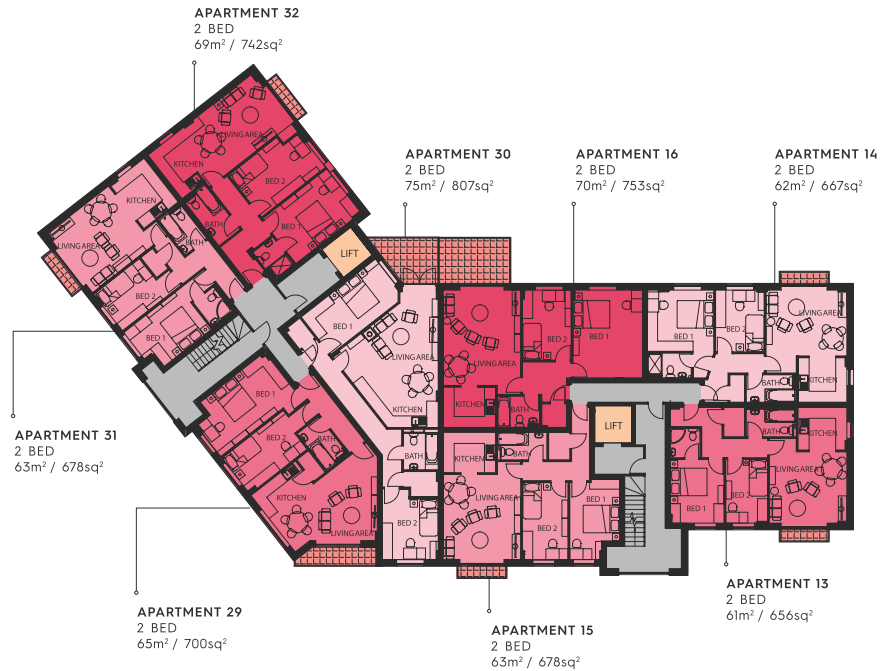 APARTMENT 32
2 BED
69m² / 742sq²
APARTMENT 30
2 BED
75m² / 807sq²
APARTMENT 16
2 BED
70m² / 753sq²
APARTMENT 14
2 BED
62m² / 667sq²
LIVING AREA
KITCHEN
BED 2
BATH
BED 1
KITCHEN
LIVING AREA
BATH
BED 2
BED 1
LIFT
BED 1
LIVING AREA
KITCHEN
BATH
BED 2
LIVING AREA
KITCHEN
BED 2
BED 1
BATH
BED 1
BED 2
LIVING AREA
BATH
KITCHEN
BED 1
BED 2
BATH
KITCHEN
LIVING AREA
KITCHEN
BATH
LIVING AREA
BED 2
BED 1
LIFT
BATH
KITCHEN
LIVING AREA
BED 1
BED 2
APARTMENT 31
2 BED
63m² / 678sq²
APARTMENT 29
2 BED
65m² / 700sq²
APARTMENT 15
2 BED
63m² / 678sq²
APARTMENT 13
2 BED
61m² / 656sq²